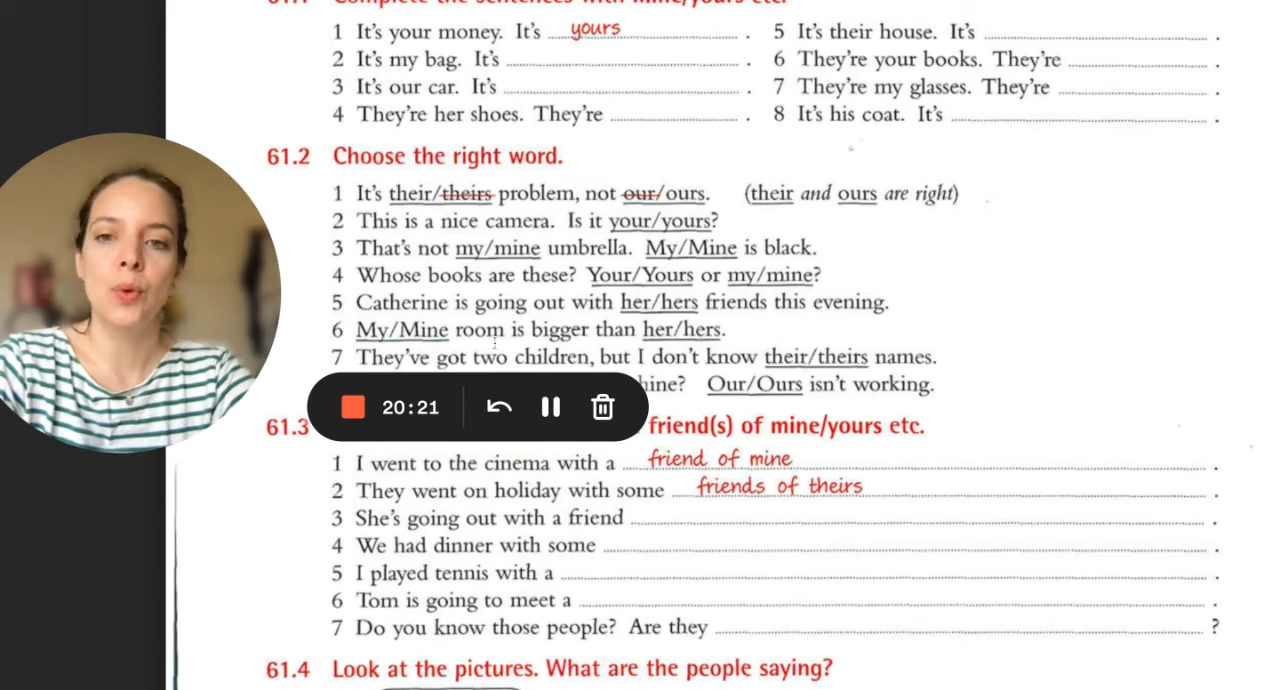 1 It's your money. It's yours .
2 It's my bag. It's .
3 It's our car. It's .
4 They're her shoes. They're .
5 It's their house. It's .
6 They're your books. They're .
7 They're my glasses. They're .
8 It's his coat. It's .
61.2 Choose the right word.
1 It's their/theirs problem, not our/ours. (their and ours are right)
2 This is a nice camera. Is it your/yours?
3 That's not my/mine umbrella. My/Mine is black.
4 Whose books are these? Your/Yours or my/mine?
5 Catherine is going out with her/hers friends this evening.
6 My/Mine room is bigger than her/hers.
7 They've got two children, but I don't know their/theirs names.
hine? Our/Ours isn't working.
20:21
61.3 friend(s) of mine/yours etc.
1 I went to the cinema with a friend of mine .
2 They went on holiday with some friends of theirs .
3 She's going out with a friend .
4 We had dinner with some .
5 I played tennis with a .
6 Tom is going to meet a .
7 Do you know those people? Are they ?
61.4 Look at the pictures. What are the people saying?